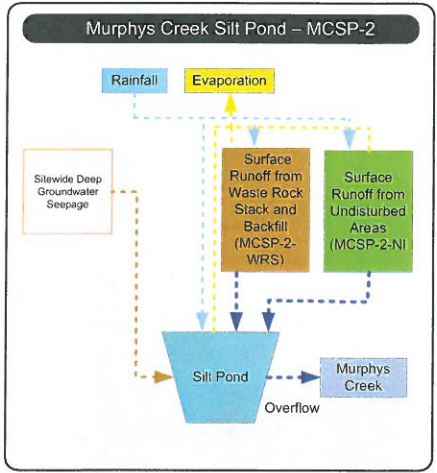 Murphys Creek Silt Pond – MCSP-2
Rainfall
Evaporation
Sitewide Deep
Groundwater
Seepage
Surface
Runoff from
Waste Rock
Stack and
Backfill
(MCSP-2-
WRS)
Surface
Runoff from
Undisturbed
Areas
(MCSP-2-NI)
Silt Pond
Murphys
Creek
Overflow